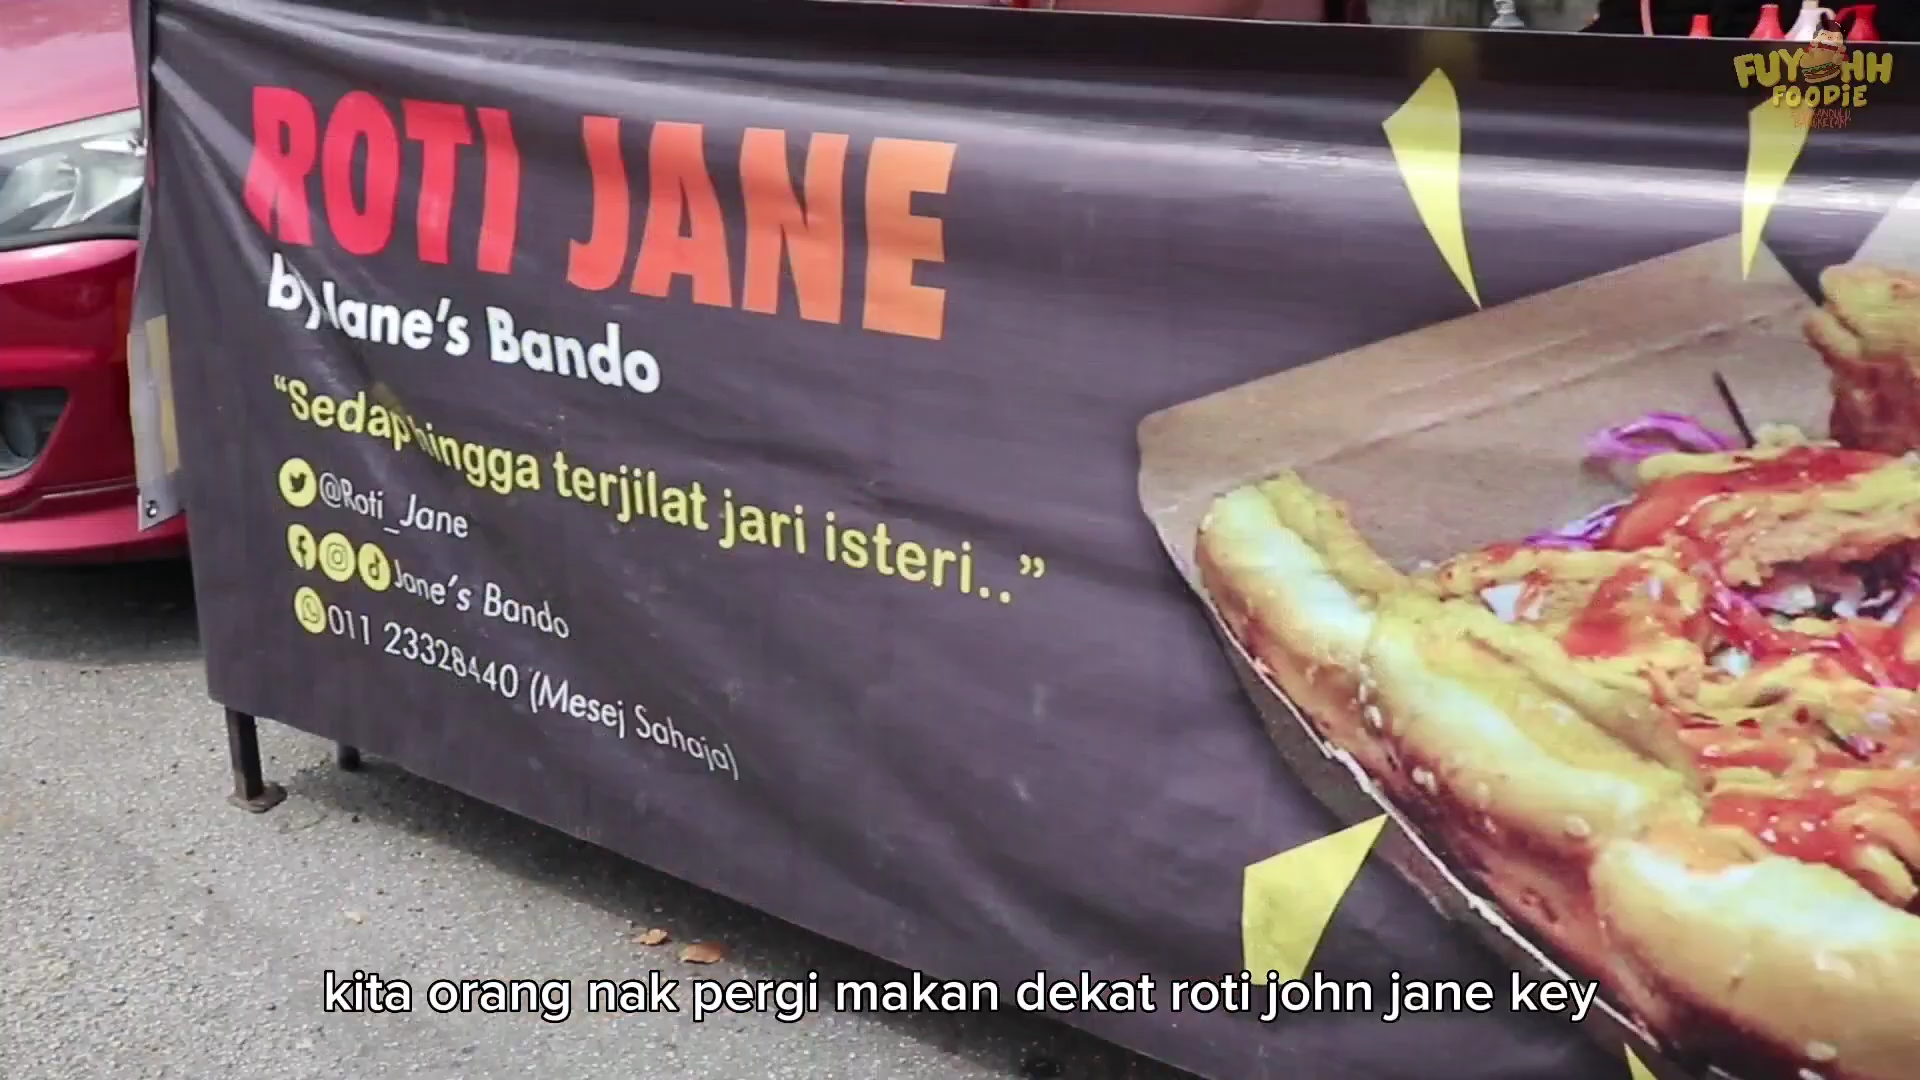 FUYOHH
FOODIE
ROTI JANE
by Jane's Bando
"Sedap hingga terjilat jari isteri.."
@Roti_Jane
Jane's Bando
011 23328440 (Mesej Sahaja)
kita orang nak pergi makan dekat roti john jane key